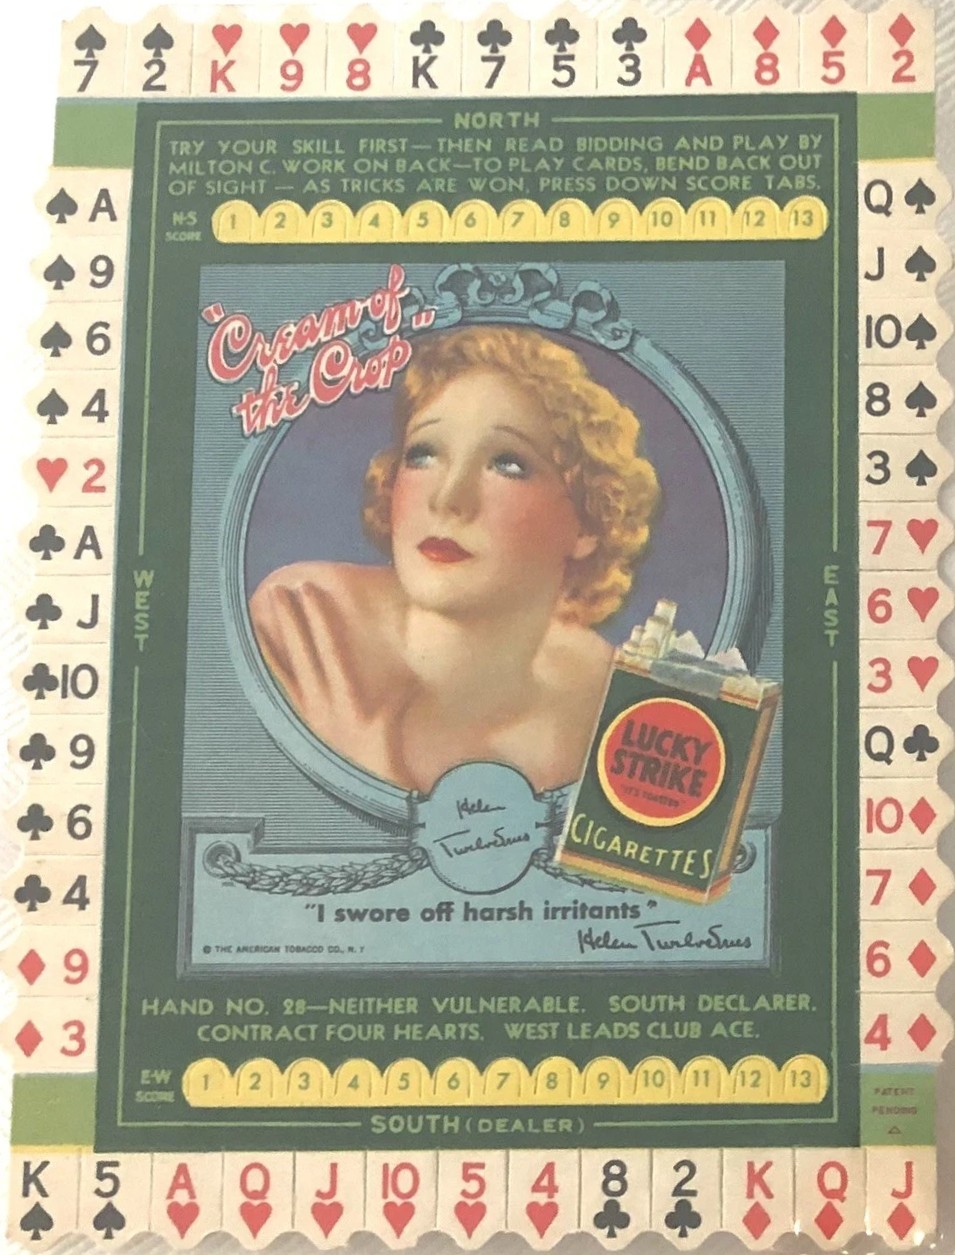 ♠ ♠ ♥ ♥ ♥ ♣ ♣ ♣ ♣ ♦ ♦ ♦ ♦
7 2 K 9 8 K 7 5 3 A 8 5 2
NORTH
TRY YOUR SKILL FIRST—THEN READ BIDDING AND PLAY BY
MILTON C. WORK ON BACK—TO PLAY CARDS, BEND BACK OUT
OF SIGHT — AS TRICKS ARE WON, PRESS DOWN SCORE TABS.
N-S
SCORE
1 2 3 4 5 6 7 8 9 10 11 12 13
♠ A
♠ 9
♠ 6
♠ 4
♥ 2
♣ A
♣ J
♣ 10
♣ 9
♣ 6
♣ 4
♦ 9
♦ 3
WEST
"Cream of
the Crop"
LUCKY
STRIKE
"IT'S TOASTED"
CIGARETTES
Helen
Twelvetrees
"I swore off harsh irritants"
Helen Twelvetrees
© THE AMERICAN TOBACCO CO., N. Y.
EAST
Q ♠
J ♠
10 ♠
8 ♠
3 ♠
7 ♥
6 ♥
3 ♥
Q ♣
10 ♦
7 ♦
6 ♦
4 ♦
HAND NO. 28—NEITHER VULNERABLE. SOUTH DECLARER.
CONTRACT FOUR HEARTS. WEST LEADS CLUB ACE.
E-W
SCORE
1 2 3 4 5 6 7 8 9 10 11 12 13
PATENT
PENDING
SOUTH (DEALER)
K 5 A Q J 10 5 4 8 2 K Q J
♠ ♠ ♥ ♥ ♥ ♥ ♥ ♥ ♣ ♣ ♦ ♦ ♦